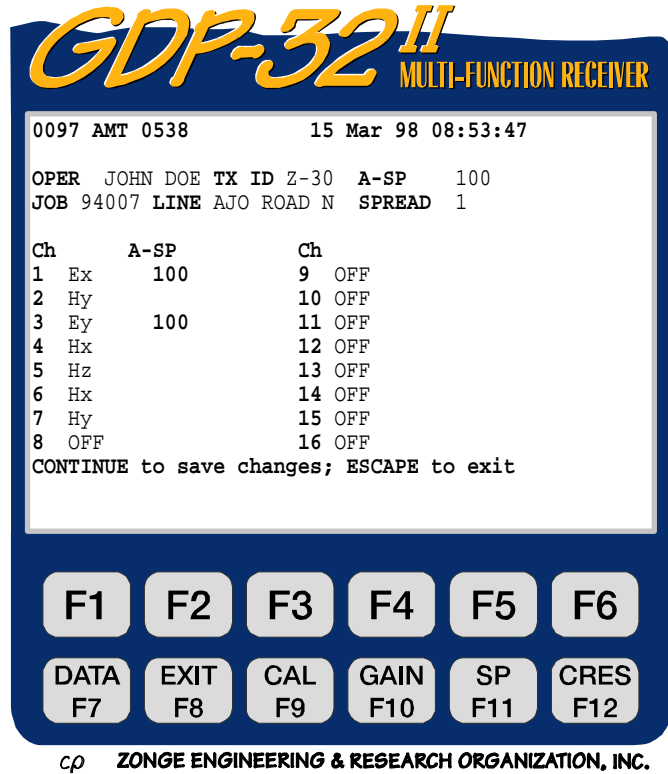 GDP-32 II
MULTI-FUNCTION RECEIVER
0097 AMT 0538 15 Mar 98 08:53:47
OPER JOHN DOE TX ID Z-30 A-SP 100
JOB 94007 LINE AJO ROAD N SPREAD 1
Ch A-SP Ch
1 Ex 100 9 OFF
2 Hy 10 OFF
3 Ey 100 11 OFF
4 Hx 12 OFF
5 Hz 13 OFF
6 Hx 14 OFF
7 Hy 15 OFF
8 OFF 16 OFF
CONTINUE to save changes; ESCAPE to exit
F1 F2 F3 F4 F5 F6
DATA EXIT CAL GAIN SP CRES
F7 F8 F9 F10 F11 F12
cp ZONGE ENGINEERING & RESEARCH ORGANIZATION, INC.